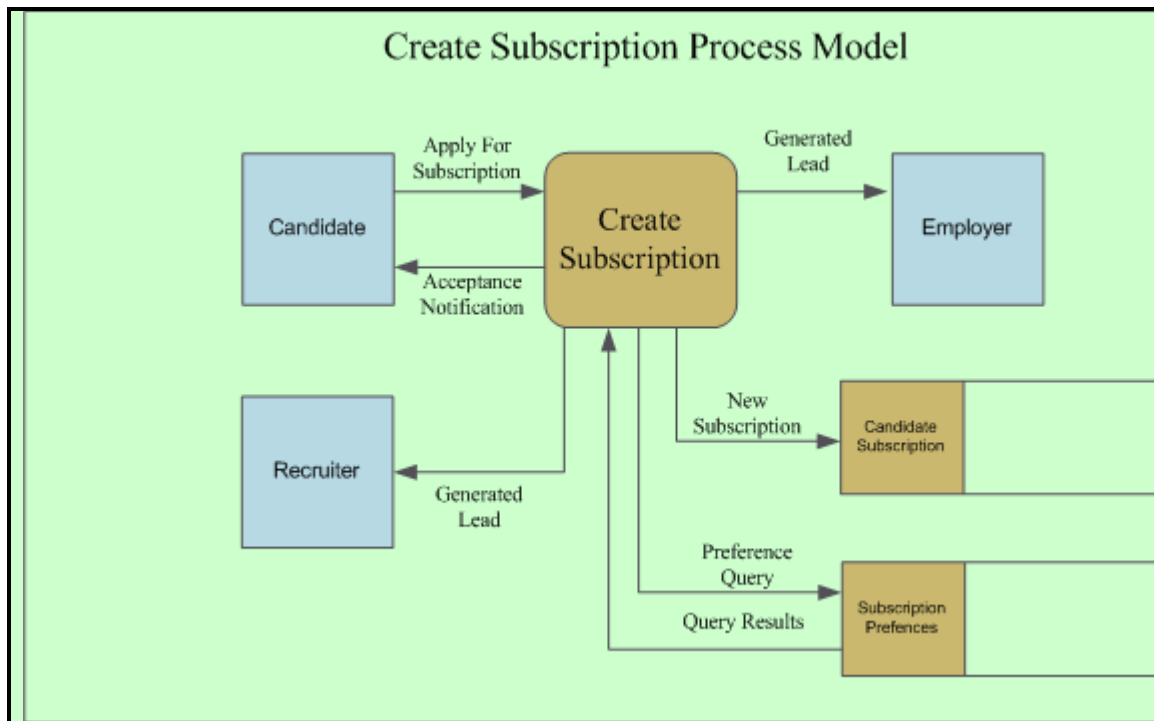 Create Subscription Process Model
Apply For
Subscription
Generated
Lead
Candidate
Create
Subscription
Employer
Acceptance
Notification
New
Subscription
Candidate
Subscription
Recruiter
Generated
Lead
Preference
Query
Query Results
Subscription
Prefences